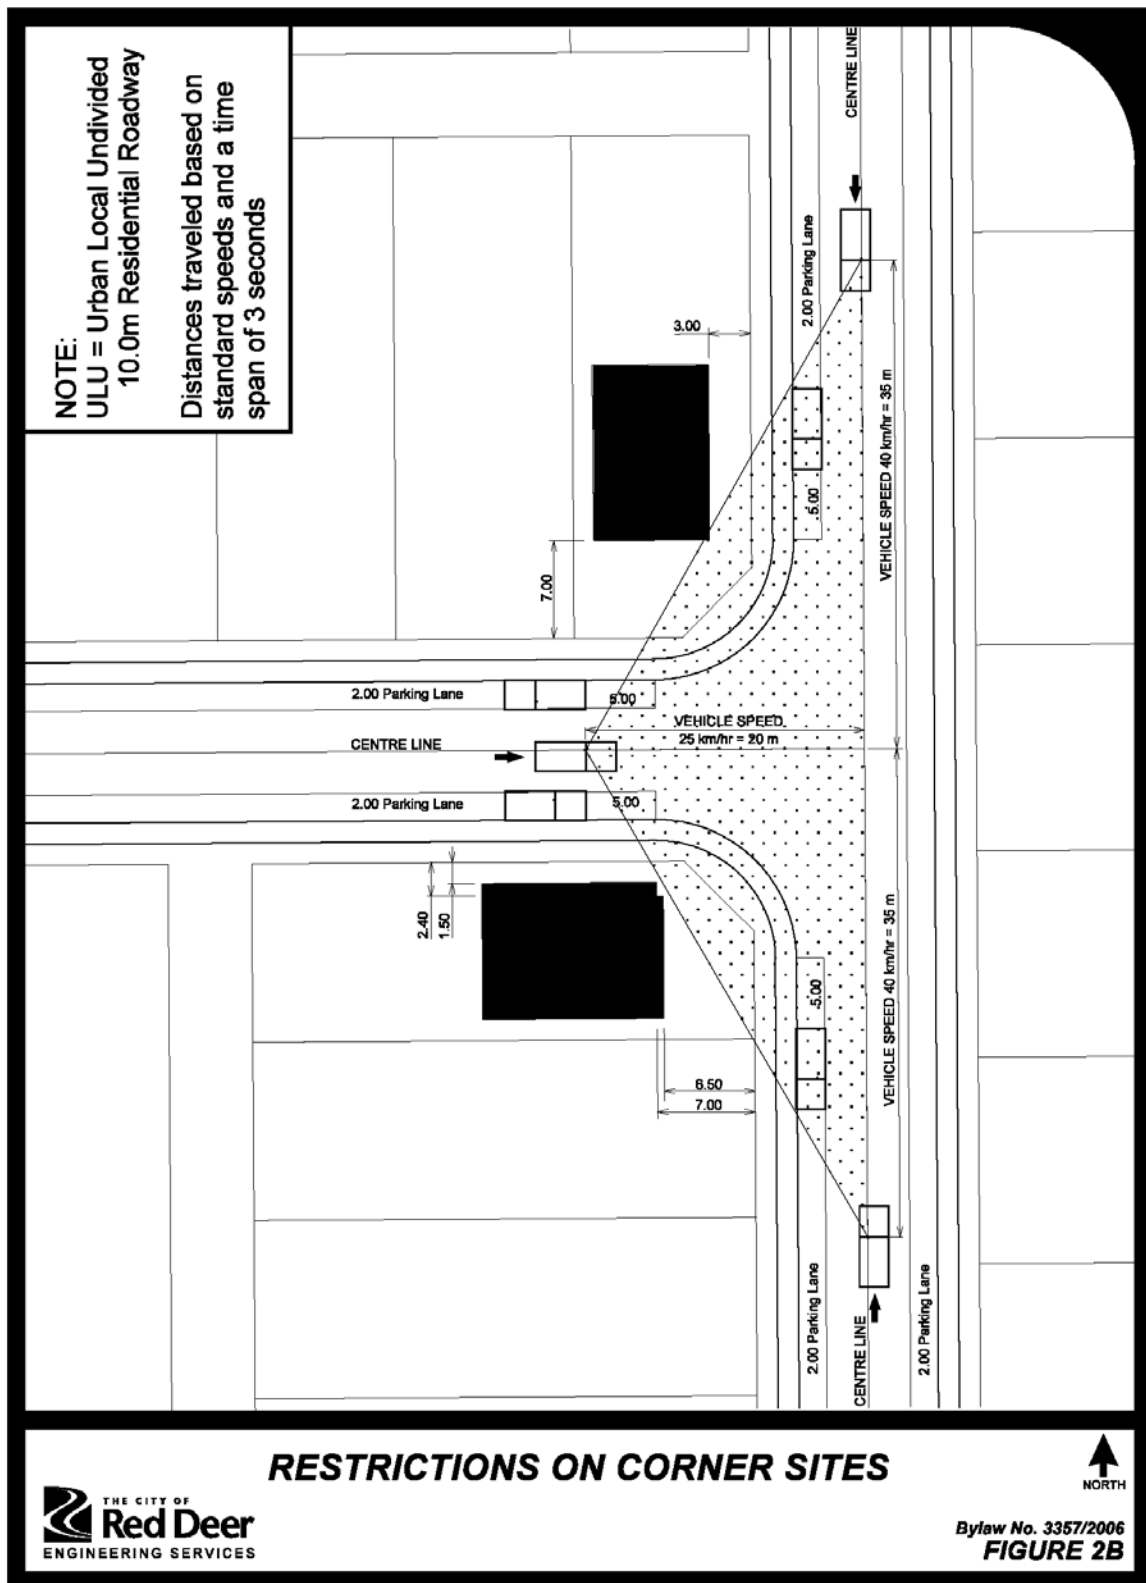 NOTE:
ULU = Urban Local Undivided
10.0m Residential Roadway
Distances traveled based on
standard speeds and a time
span of 3 seconds
CENTRE LINE
2.00 Parking Lane
3.00
VEHICLE SPEED 40 km/hr = 35 m
5.00
7.00
2.00 Parking Lane
5.00
VEHICLE SPEED
25 km/hr = 20 m
CENTRE LINE
2.00 Parking Lane
5.00
2.40
1.50
5.00
VEHICLE SPEED 40 km/hr = 35 m
6.50
7.00
2.00 Parking Lane
CENTRE LINE
2.00 Parking Lane
RESTRICTIONS ON CORNER SITES
NORTH
THE CITY OF
Red Deer
ENGINEERING SERVICES
Bylaw No. 3357/2006
FIGURE 2B